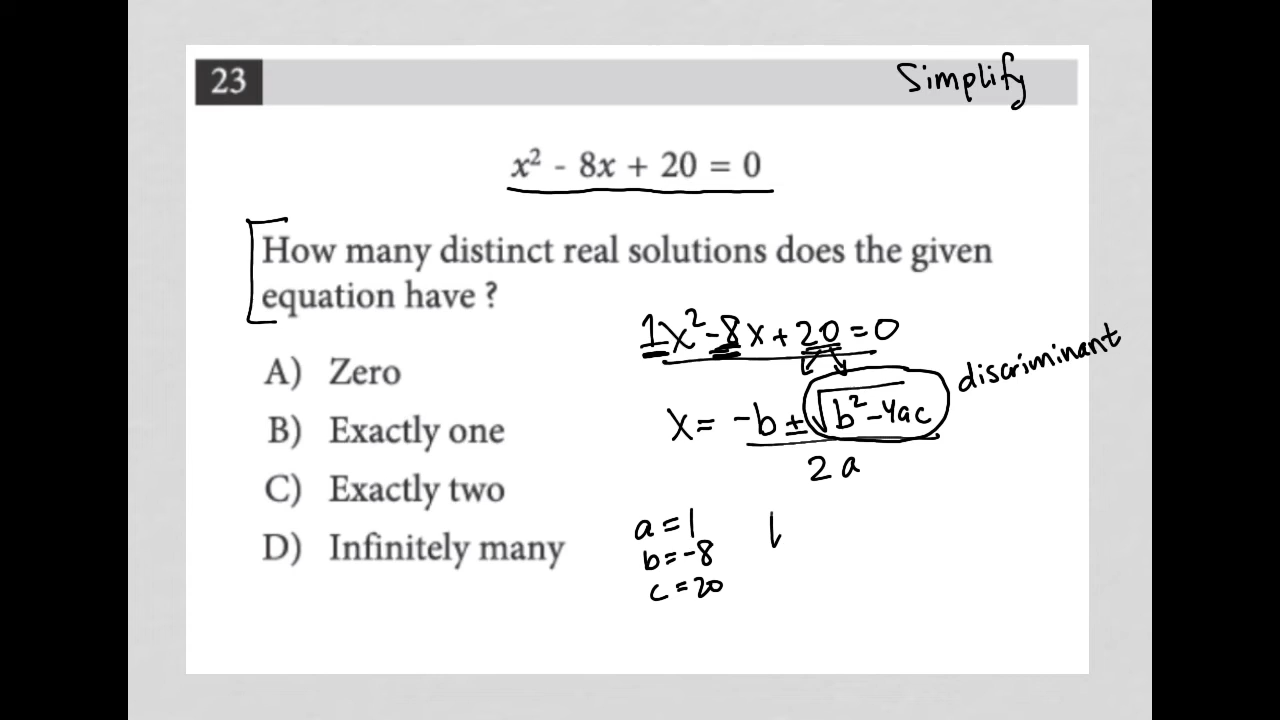 23
Simplify
x² - 8x + 20 = 0
How many distinct real solutions does the given
equation have ?
A) Zero
B) Exactly one
C) Exactly two
D) Infinitely many
1x² -8x + 20 = 0
discriminant
x = -b ± √b² -4ac
2a
a = 1
b = -8
c = 20